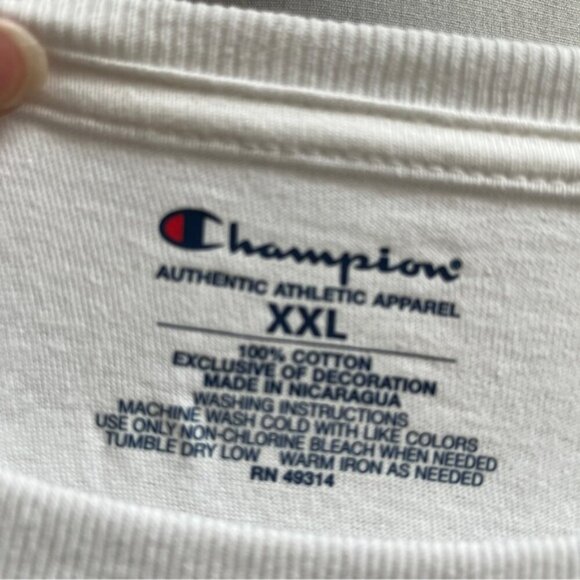 Champion
AUTHENTIC ATHLETIC APPAREL
XXL
100% COTTON
EXCLUSIVE OF DECORATION
MADE IN NICARAGUA
WASHING INSTRUCTIONS
MACHINE WASH COLD WITH LIKE COLORS
USE ONLY NON-CHLORINE BLEACH WHEN NEEDED
TUMBLE DRY LOW WARM IRON AS NEEDED
RN 49314